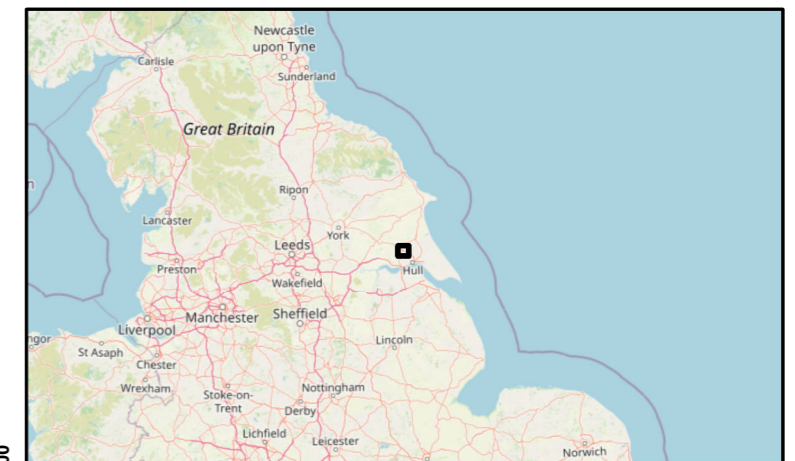 Newcastle
upon Tyne
Carlisle
Sunderland
Great Britain
Ripon
Lancaster
York
Leeds
Preston
Hull
Wakefield
Manchester
Sheffield
Liverpool
Lincoln
St Asaph
Chester
Wrexham
Stoke-on-
Trent
Nottingham
Derby
Lichfield
Leicester
Norwich